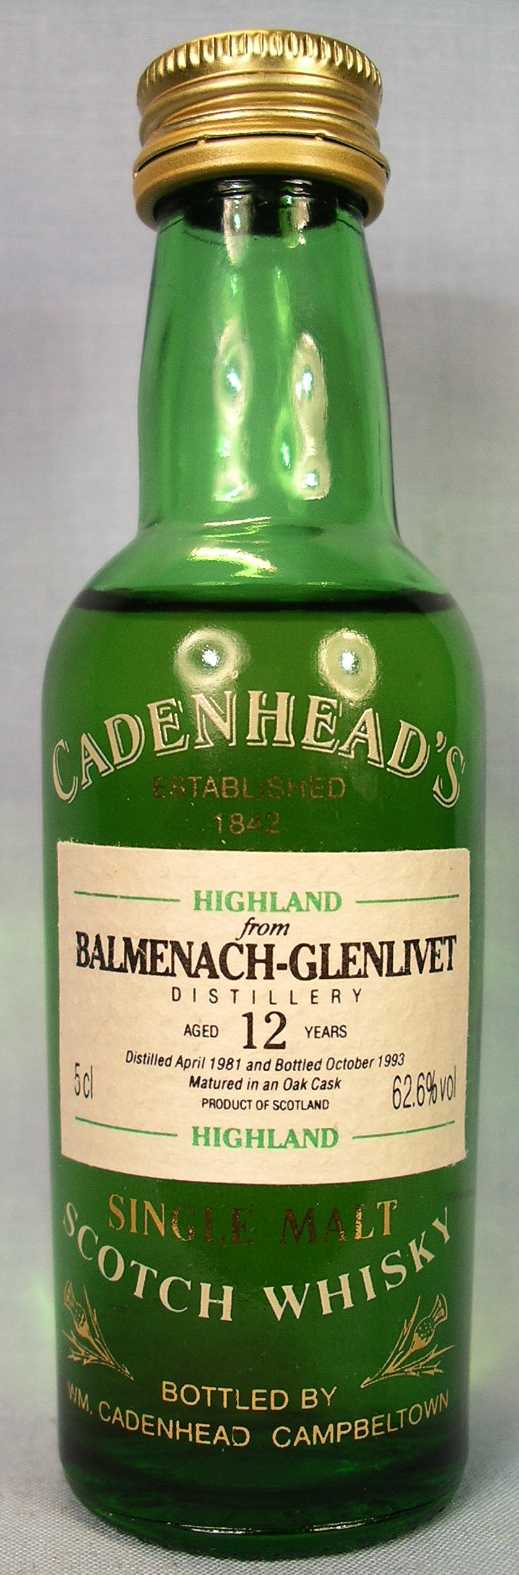 CADENHEAD'S
ESTABLISHED
1842
HIGHLAND
from
BALMENACH-GLENLIVET
DISTILLERY
AGED 12 YEARS
Distilled April 1981 and Bottled October 1993
Matured in an Oak Cask
5cl
PRODUCT OF SCOTLAND
62.6%vol
HIGHLAND
SINGLE MALT
SCOTCH WHISKY
BOTTLED BY
WM. CADENHEAD CAMPBELTOWN